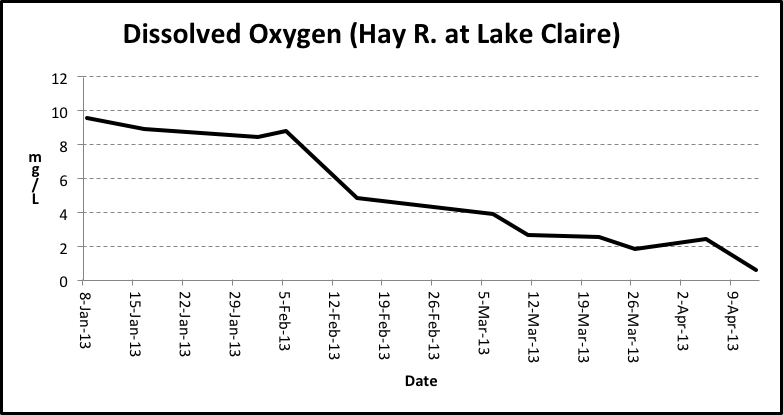 Dissolved Oxygen (Hay R. at Lake Claire)
12
10
8
6
4
2
0
mg/L
8-Jan-13
15-Jan-13
22-Jan-13
29-Jan-13
5-Feb-13
12-Feb-13
19-Feb-13
26-Feb-13
5-Mar-13
12-Mar-13
19-Mar-13
26-Mar-13
2-Apr-13
9-Apr-13
Date